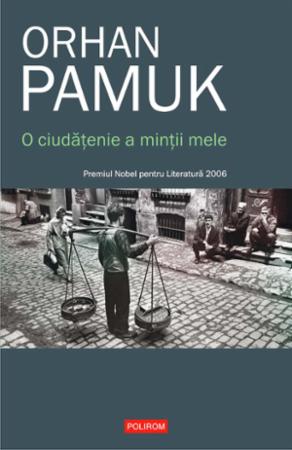 ORHAN
PAMUK
O ciudățenie a minții mele
Premiul Nobel pentru Literatură 2006
POLIROM